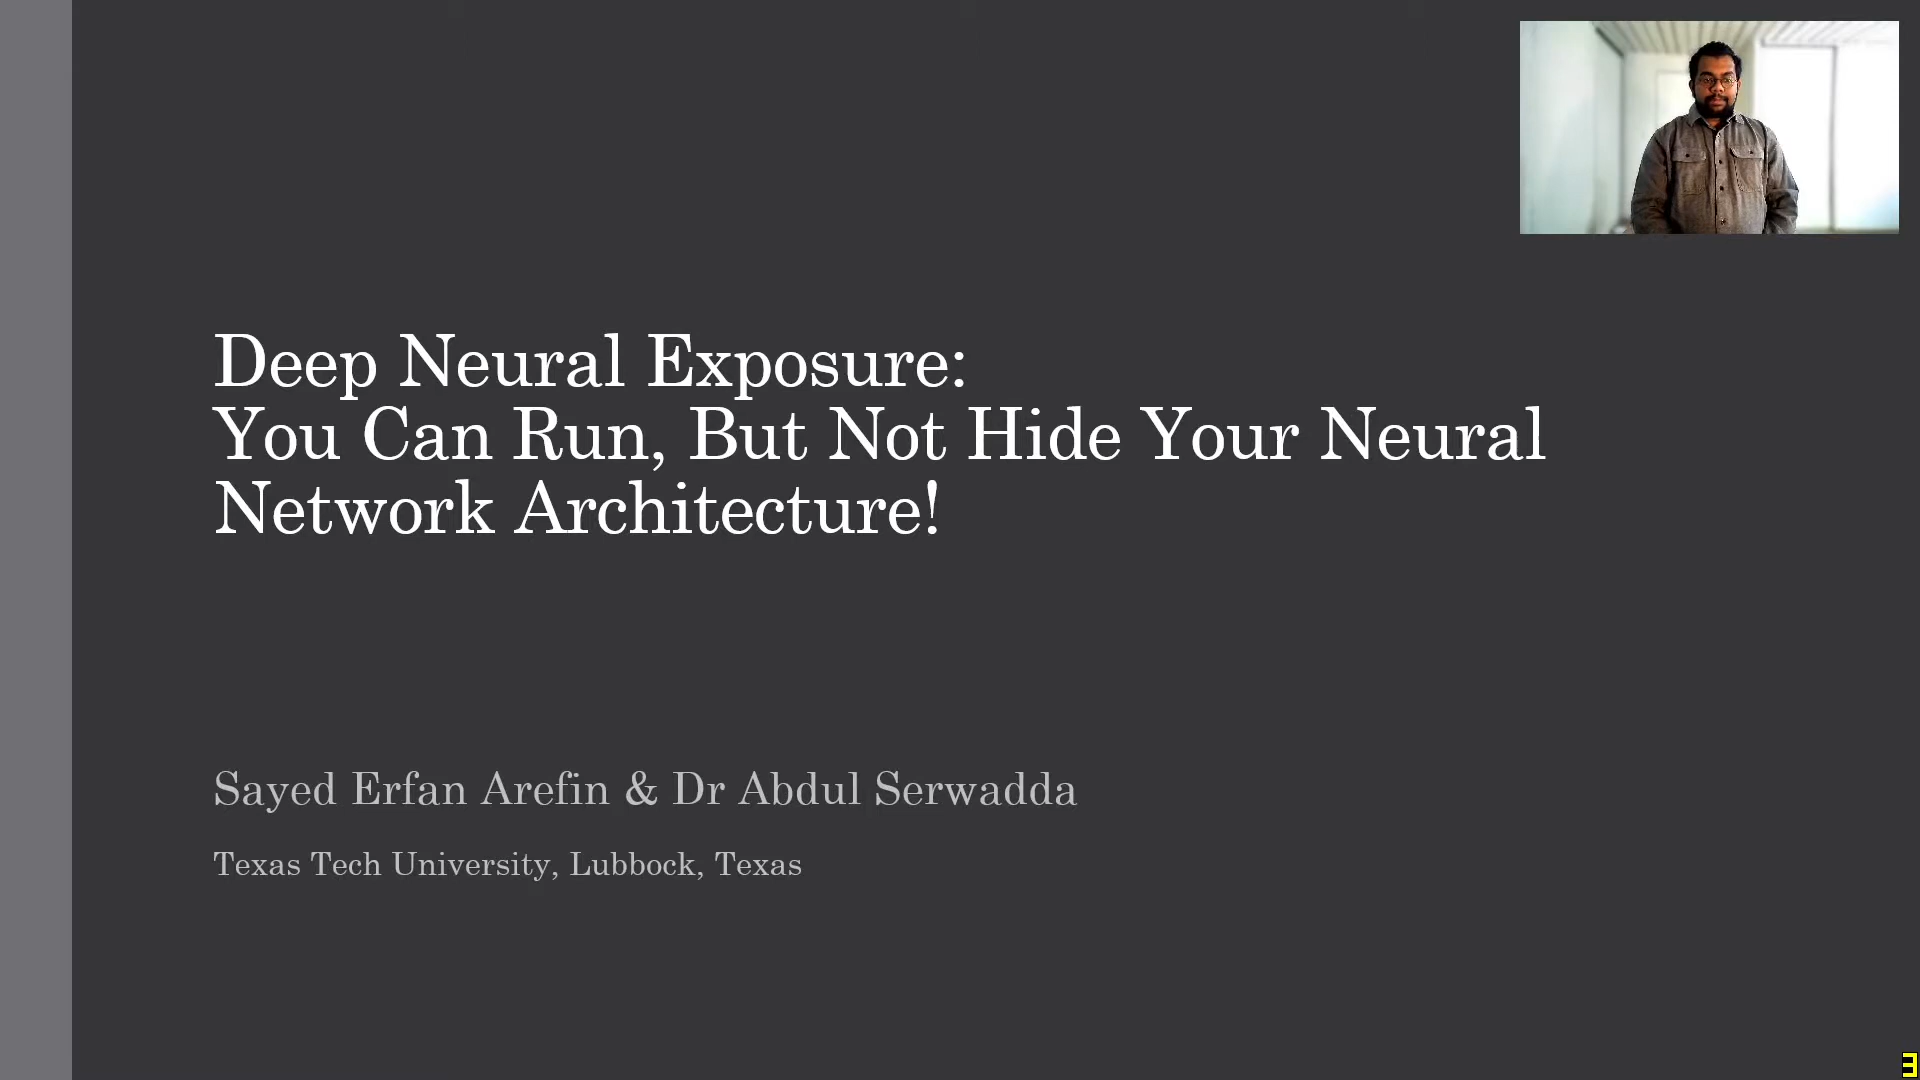 Deep Neural Exposure:
You Can Run, But Not Hide Your Neural
Network Architecture!
Sayed Erfan Arefin & Dr Abdul Serwadda
Texas Tech University, Lubbock, Texas